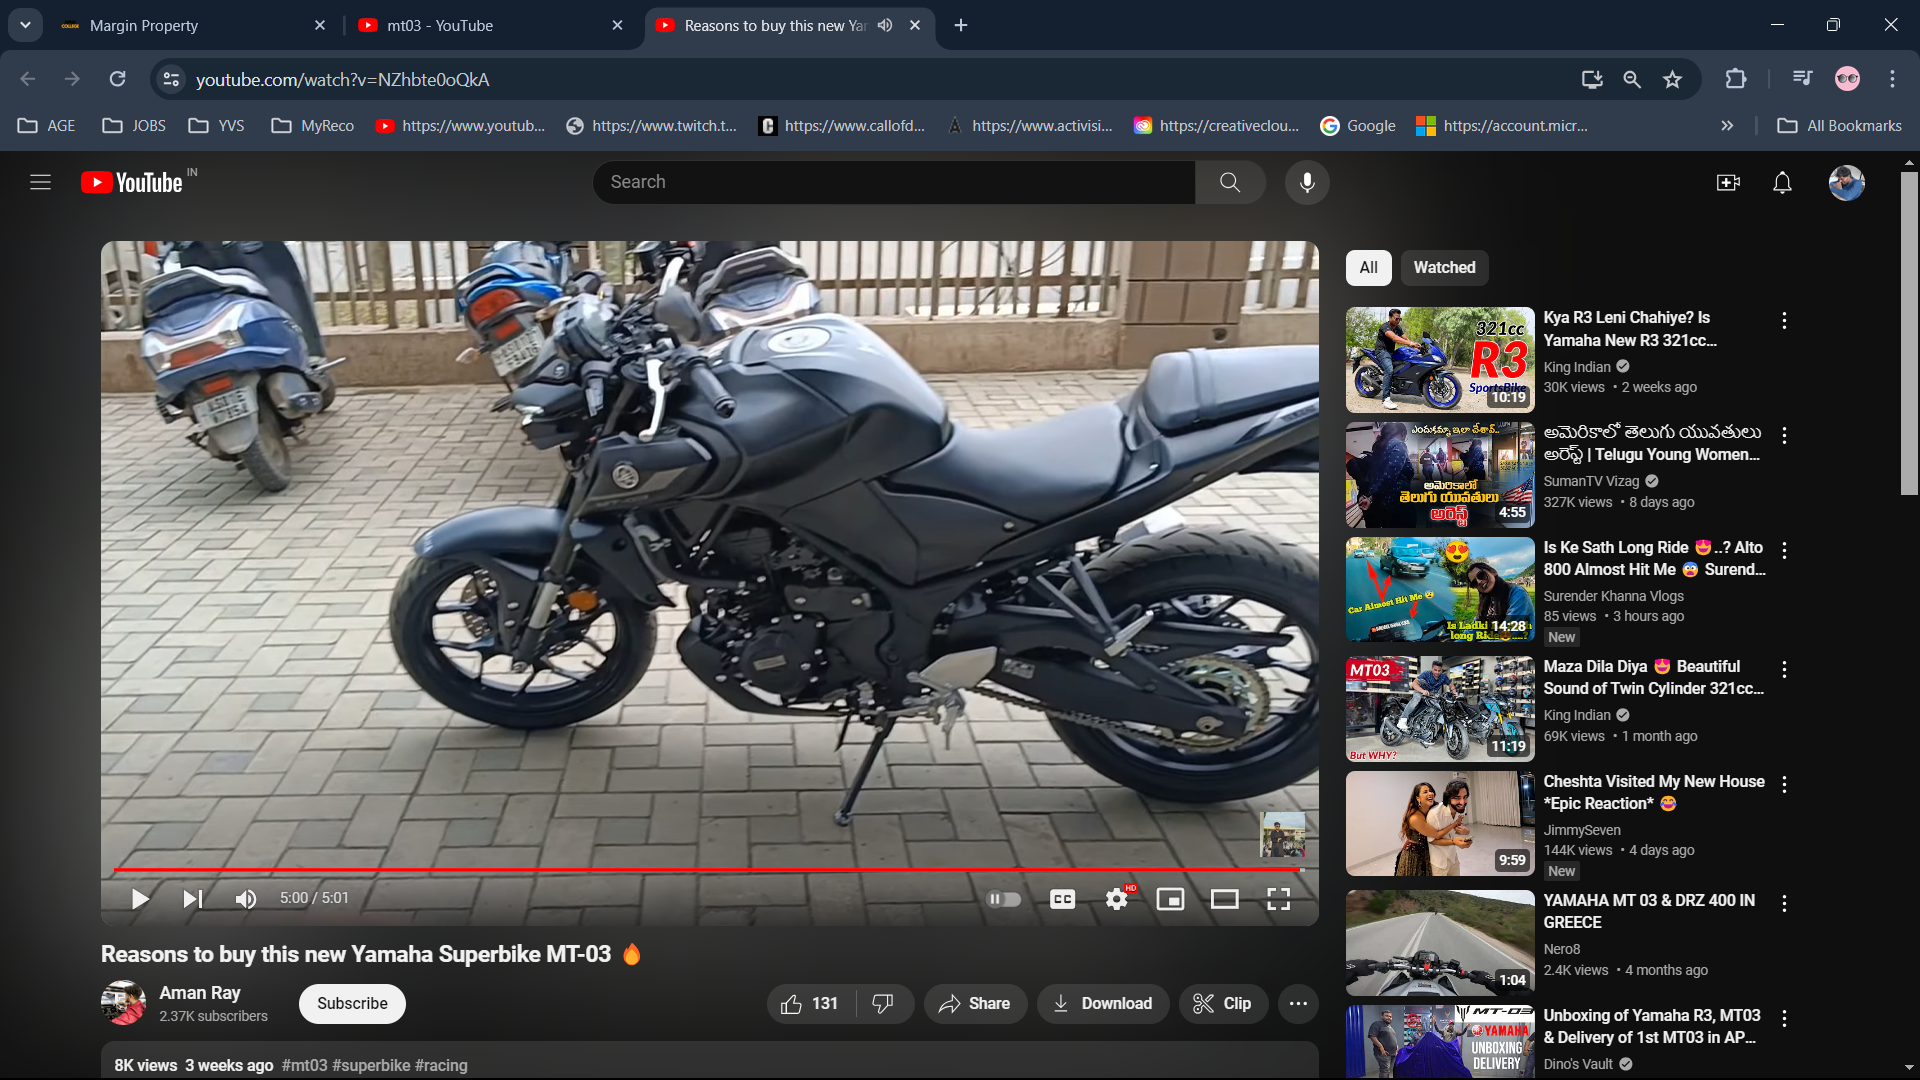 Margin Property
mt03 - YouTube
Reasons to buy this new Ya
youtube.com/watch?v=NZhbte0oQkA
AGE
JOBS
YVS
MyReco
https://www.youtub...
https://www.twitch.t...
https://www.callofd...
https://www.activisi...
https://creativeclou...
Google
https://account.micr...
All Bookmarks
YouTube IN
Search
All
Watched
321cc
R3
SportsBike
10:19
Kya R3 Leni Chahiye? Is
Yamaha New R3 321cc...
King Indian
30K views • 2 weeks ago
ఎందుకమ్మా ఇలా చేశావ్..
అమెరికాలో
తెలుగు యువతులు
అరెస్ట్
4:55
అమెరికాలో తెలుగు యువతులు
అరెస్ట్ | Telugu Young Women...
SumanTV Vizag
327K views • 8 days ago
Car Almost Hit Me
Is Ladki
long Ride
14:28
Is Ke Sath Long Ride 😍..? Alto
800 Almost Hit Me 😨 Surend...
Surender Khanna Vlogs
85 views • 3 hours ago
New
MT03
But WHY?
11:19
Maza Dila Diya 😍 Beautiful
Sound of Twin Cylinder 321cc...
King Indian
69K views • 1 month ago
9:59
Cheshta Visited My New House
*Epic Reaction* 😂
JimmySeven
144K views • 4 days ago
New
1:04
YAMAHA MT 03 & DRZ 400 IN
GREECE
Nero8
2.4K views • 4 months ago
MT-03
YAMAHA
UNBOXING
DELIVERY
Unboxing of Yamaha R3, MT03
& Delivery of 1st MT03 in AP...
Dino's Vault
5:00 / 5:01
CC
HD
Reasons to buy this new Yamaha Superbike MT-03 🔥
Aman Ray
2.37K subscribers
Subscribe
131
Share
Download
Clip
8K views 3 weeks ago #mt03 #superbike #racing